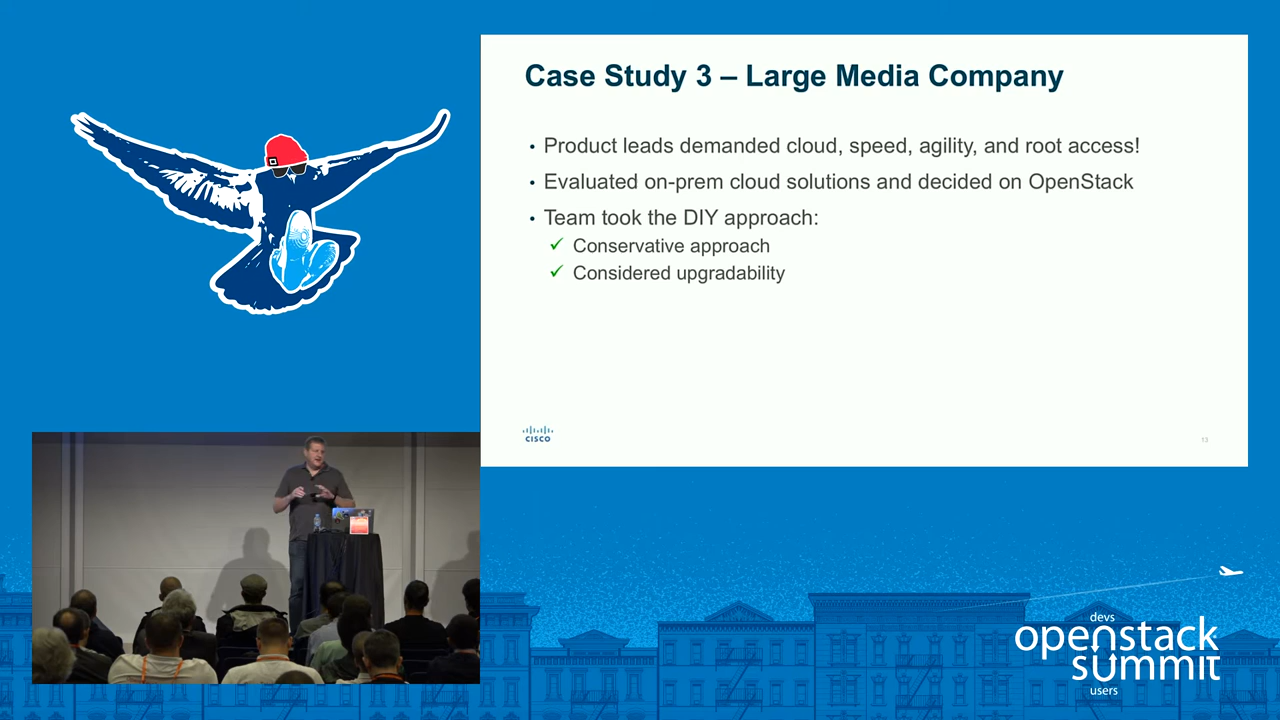 Case Study 3 – Large Media Company
• Product leads demanded cloud, speed, agility, and root access!
• Evaluated on-prem cloud solutions and decided on OpenStack
• Team took the DIY approach:
✓ Conservative approach
✓ Considered upgradability
CISCO
13
devs
openstack
summit
users